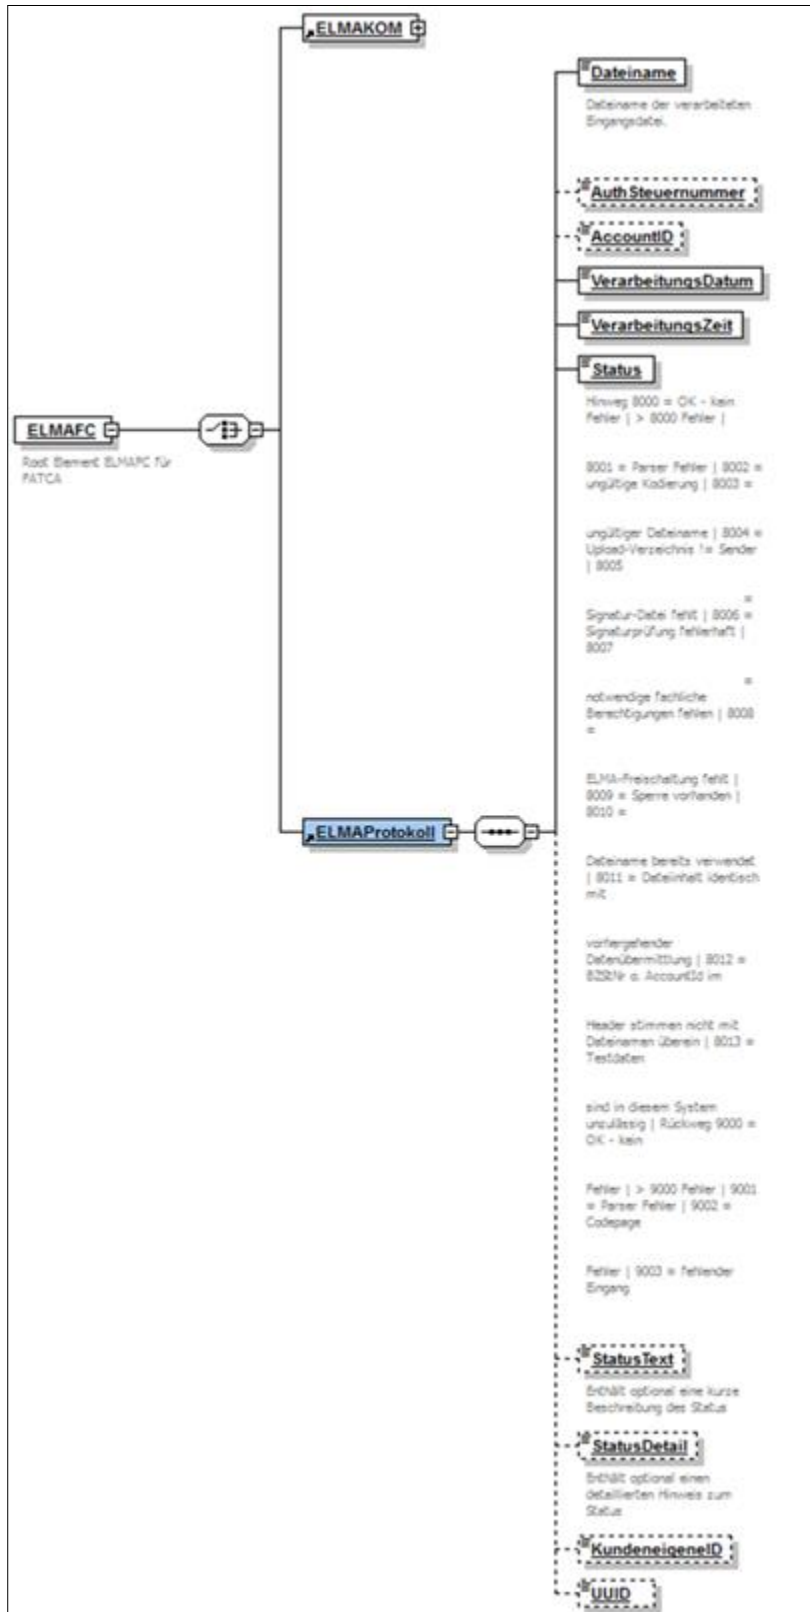 ELMAKOM
Dateiname
Dateiname der verarbeiteten
Eingangsdatei.
AuthSteuernummer
AccountID
VerarbeitungsDatum
VerarbeitungsZeit
Status
Hinweg 8000 = OK - kein
Fehler | > 8000 Fehler |
8001 = Parser Fehler | 8002 =
ungültige Kodierung | 8003 =
ungültiger Dateiname | 8004 =
Upload-Verzeichnis != Sender
| 8005
=
Signatur-Datei fehlt | 8006 =
Signaturprüfung fehlerhaft |
8007
=
notwendige fachliche
Berechtigungen fehlen | 8008
=
ELMA-Freischaltung fehlt |
8009 = Sperre vorhanden |
8010 =
Dateiname bereits verwendet
| 8011 = Dateiinhalt identisch
mit
vorhergehender
Datenübermittlung | 8012 =
BZStNr o. AccountId im
Header stimmen nicht mit
Dateinamen überein | 8013 =
Testdaten
sind in diesem System
unzulässig | Rückweg 9000 =
OK - kein
Fehler | > 9000 Fehler | 9001
= Parser Fehler | 9002 =
Codepage
Fehler | 9003 = fehlender
Eingang
ELMAFC
Root Element ELMAFC für
FATCA
ELMAProtokoll
StatusText
Enthält optional eine kurze
Beschreibung des Status
StatusDetail
Enthält optional einen
detaillierten Hinweis zum
Status
KundeneigeneID
UUID